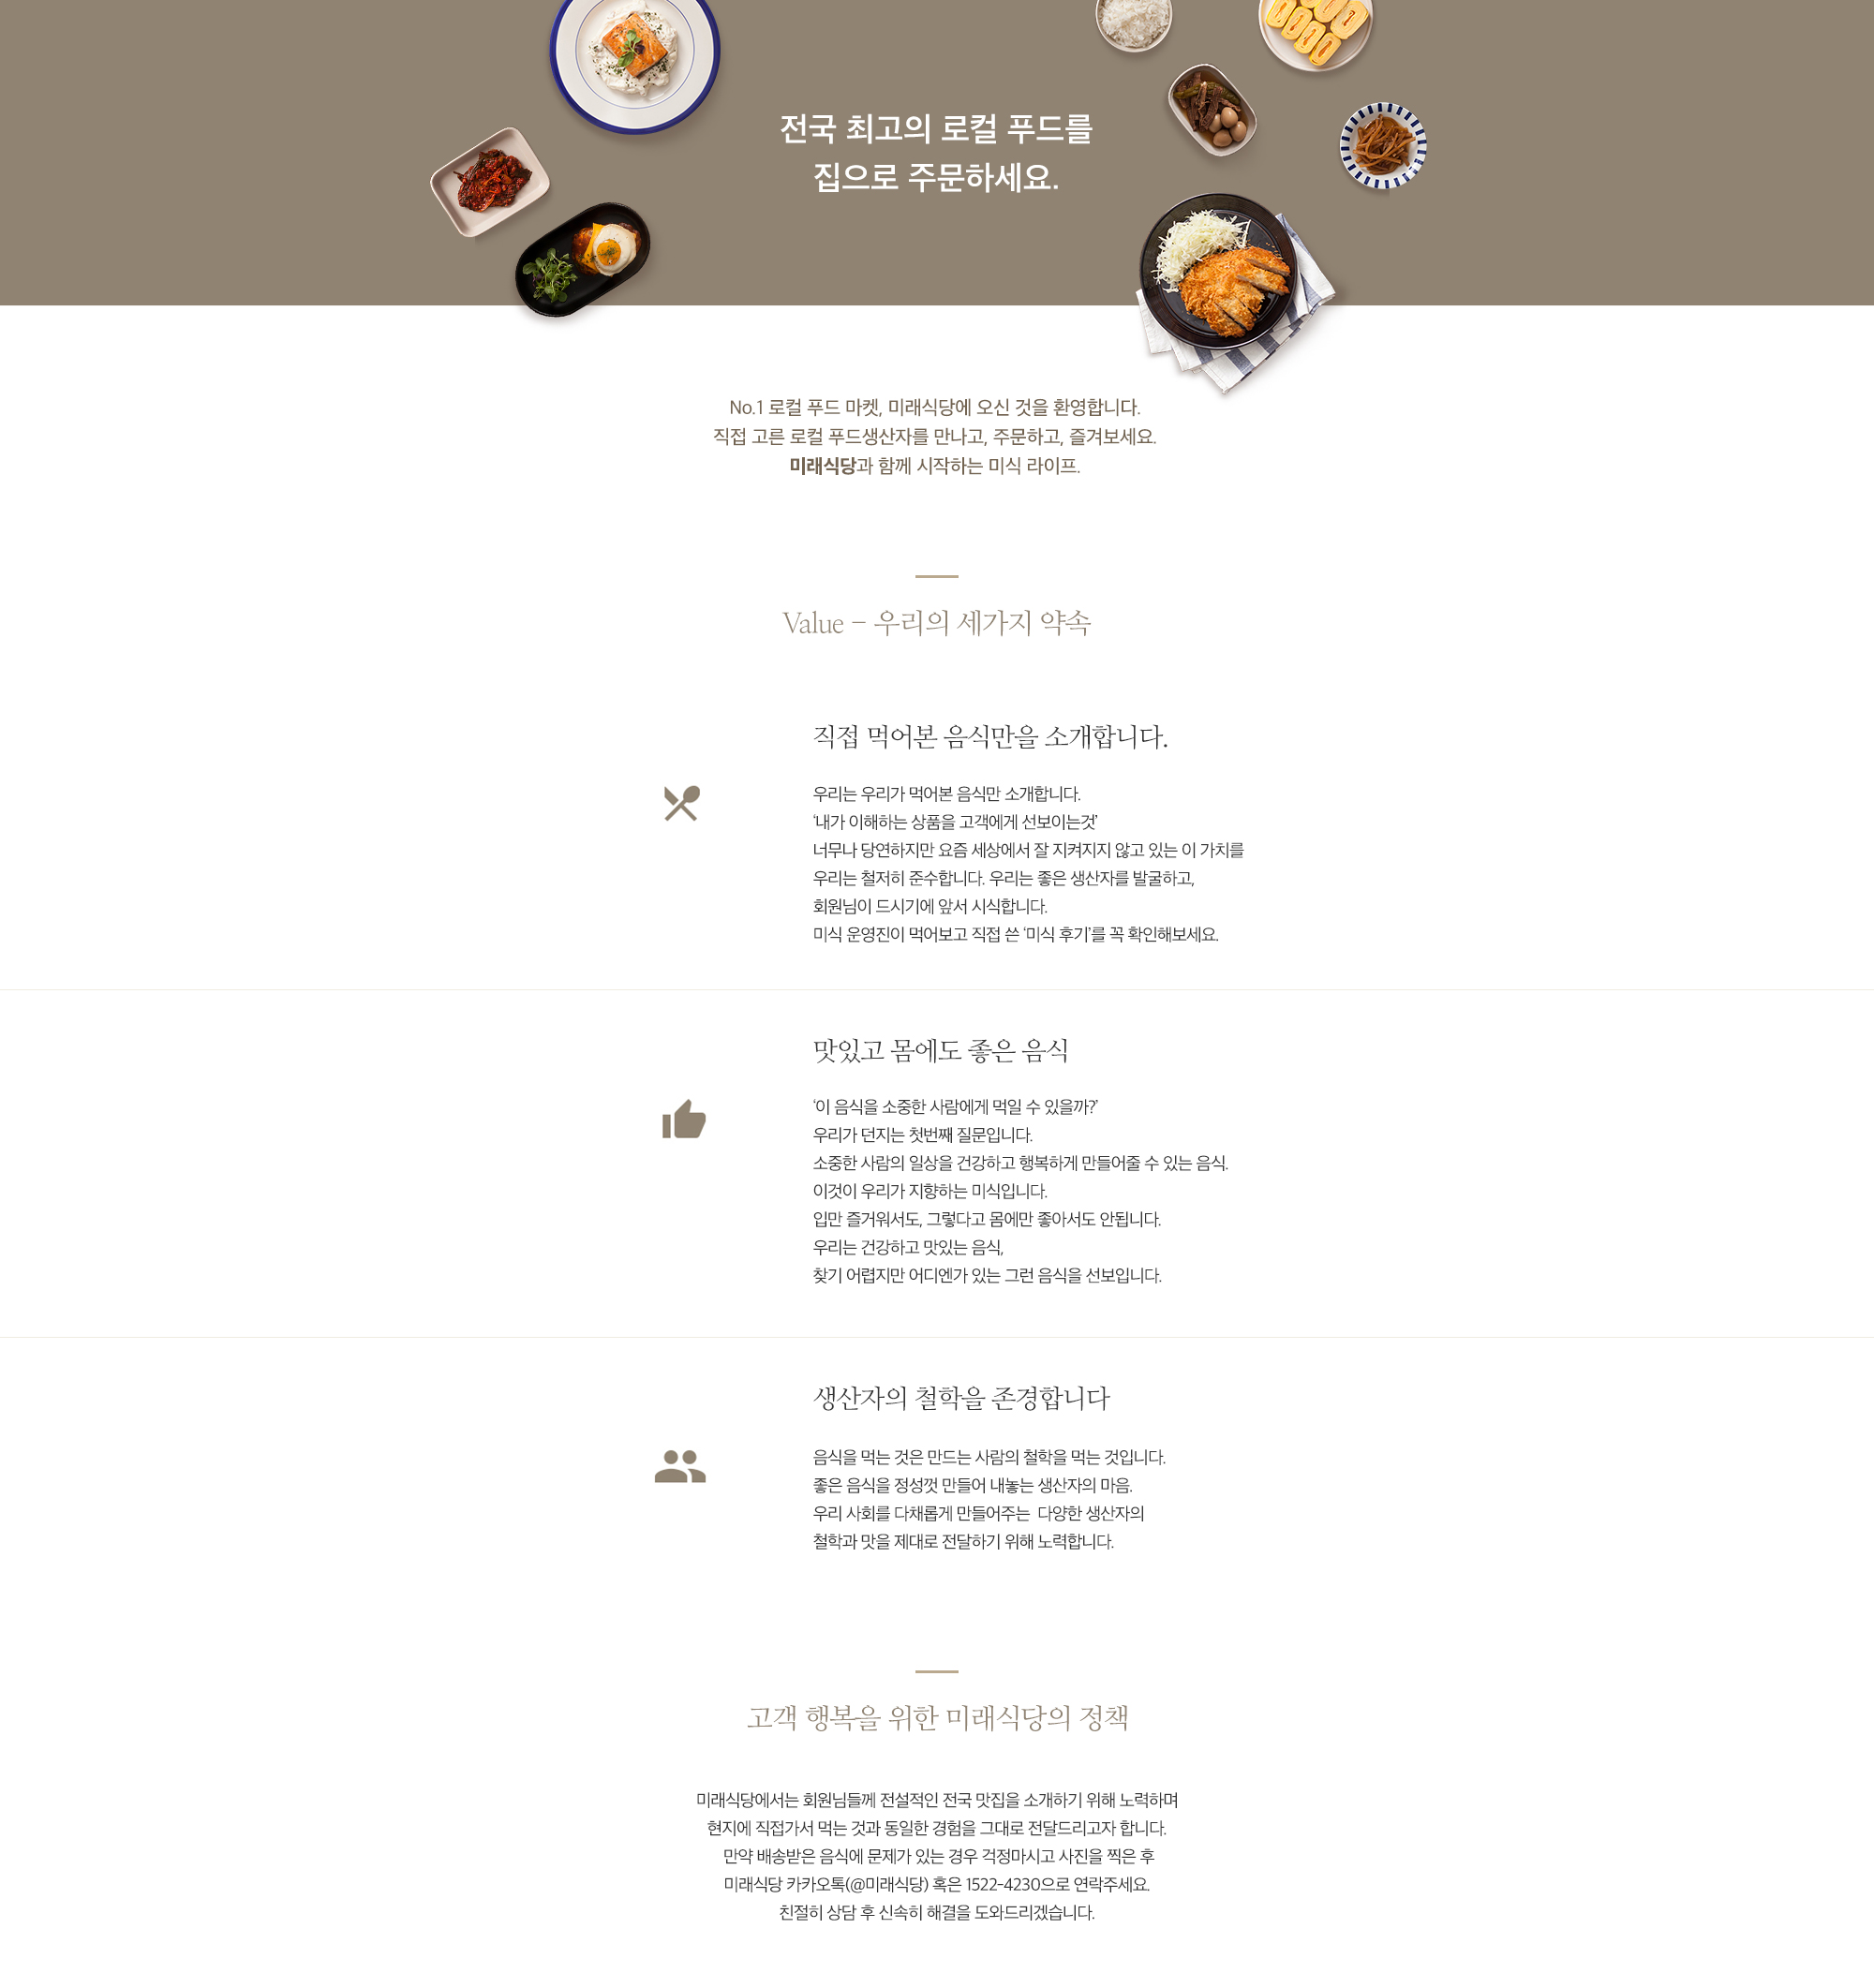 전국 최고의 로컬 푸드를
집으로 주문하세요.
No.1 로컬 푸드 마켓, 미래식당에 오신 것을 환영합니다.
직접 고른 로컬 푸드생산자를 만나고, 주문하고, 즐겨보세요.
미래식당과 함께 시작하는 미식 라이프.
Value - 우리의 세가지 약속
직접 먹어본 음식만을 소개합니다.
우리는 우리가 먹어본 음식만 소개합니다.
‘내가 이해하는 상품을 고객에게 선보이는것’
너무나 당연하지만 요즘 세상에서 잘 지켜지지 않고 있는 이 가치를
우리는 철저히 준수합니다. 우리는 좋은 생산자를 발굴하고,
회원님이 드시기에 앞서 시식합니다.
미식 운영진이 먹어보고 직접 쓴 ‘미식 후기’를 꼭 확인해보세요.
맛있고 몸에도 좋은 음식
‘이 음식을 소중한 사람에게 먹일 수 있을까?’
우리가 던지는 첫번째 질문입니다.
소중한 사람의 일상을 건강하고 행복하게 만들어줄 수 있는 음식.
이것이 우리가 지향하는 미식입니다.
입만 즐거워서도, 그렇다고 몸에만 좋아서도 안됩니다.
우리는 건강하고 맛있는 음식,
찾기 어렵지만 어디엔가 있는 그런 음식을 선보입니다.
생산자의 철학을 존경합니다
음식을 먹는 것은 만드는 사람의 철학을 먹는 것입니다.
좋은 음식을 정성껏 만들어 내놓는 생산자의 마음.
우리 사회를 다채롭게 만들어주는 다양한 생산자의
철학과 맛을 제대로 전달하기 위해 노력합니다.
고객 행복을 위한 미래식당의 정책
미래식당에서는 회원님들께 전설적인 전국 맛집을 소개하기 위해 노력하며
현지에 직접가서 먹는 것과 동일한 경험을 그대로 전달드리고자 합니다.
만약 배송받은 음식에 문제가 있는 경우 걱정마시고 사진을 찍은 후
미래식당 카카오톡(@미래식당) 혹은 1522-4230으로 연락주세요.
친절히 상담 후 신속히 해결을 도와드리겠습니다.